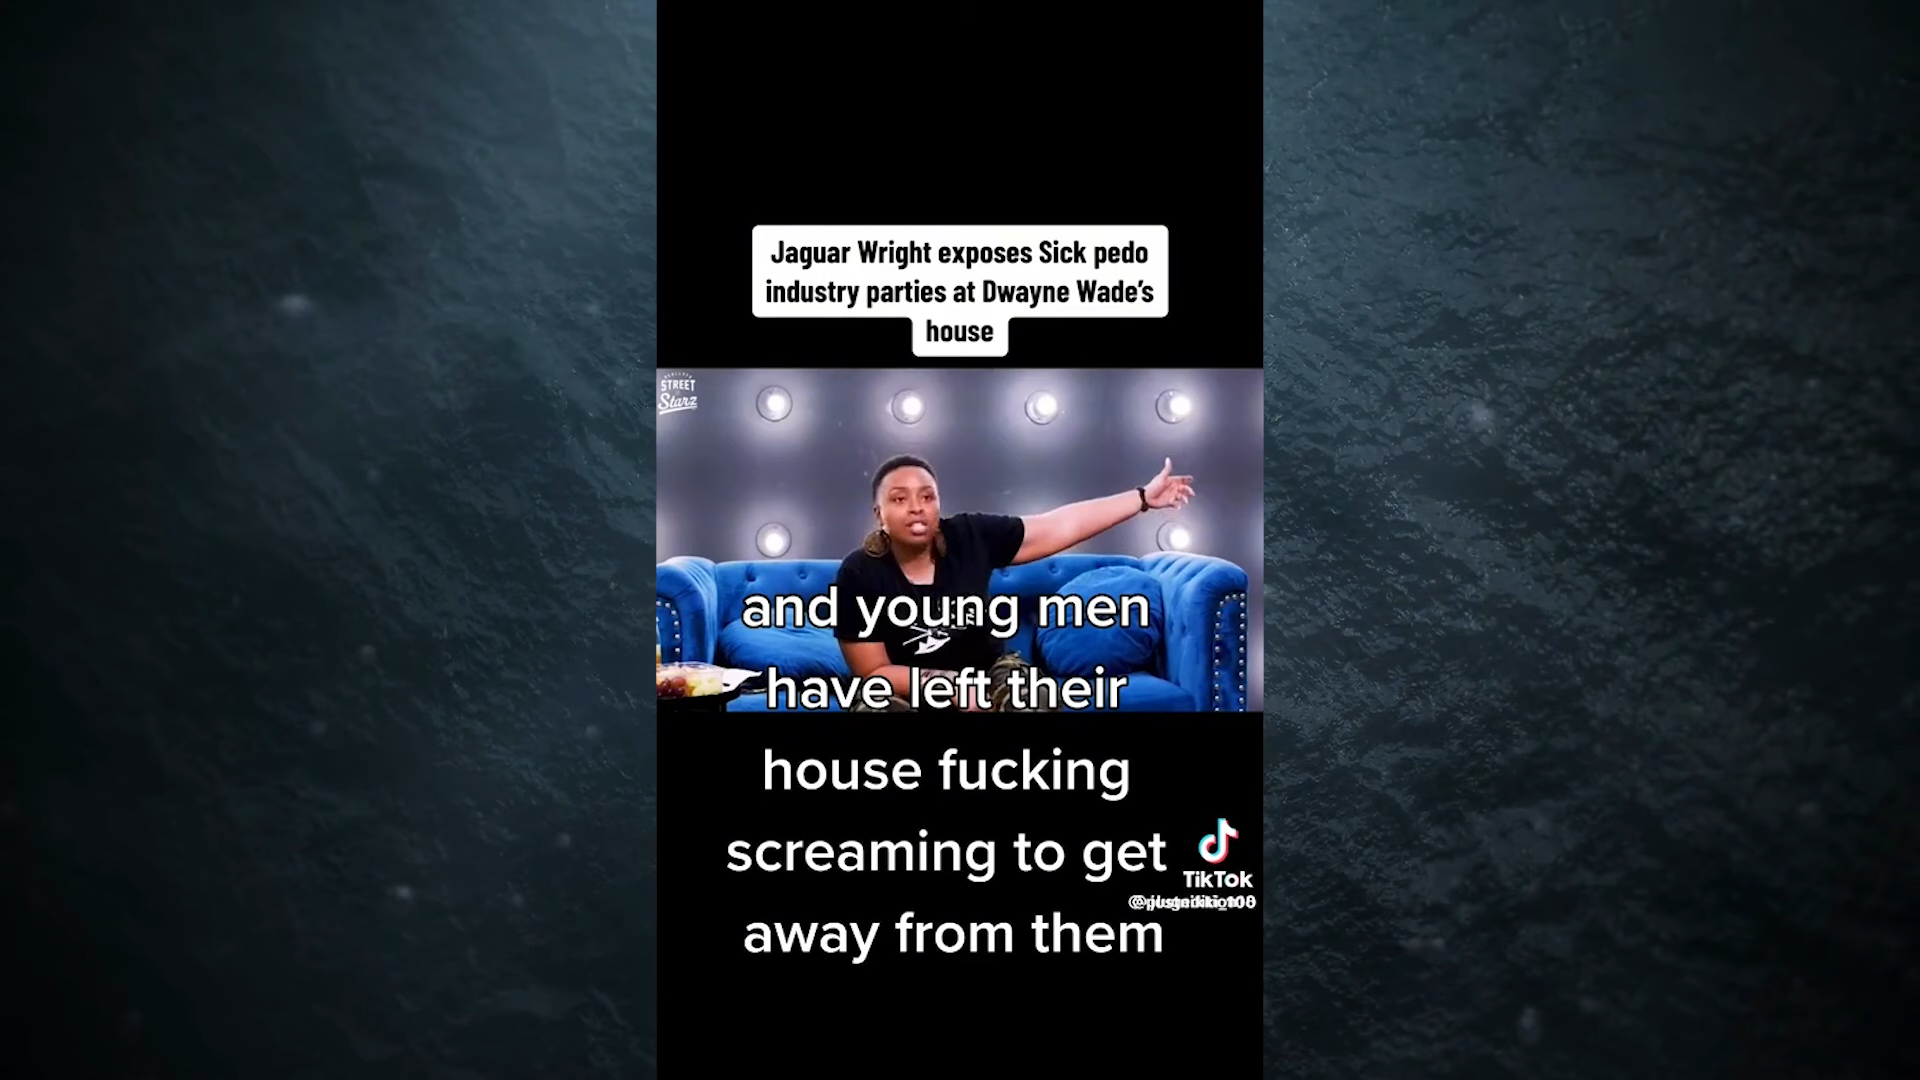 Jaguar Wright exposes Sick pedo
industry parties at Dwayne Wade's
house
STREET
Starz
and young men
have left their
house fucking
screaming to get
away from them
TikTok